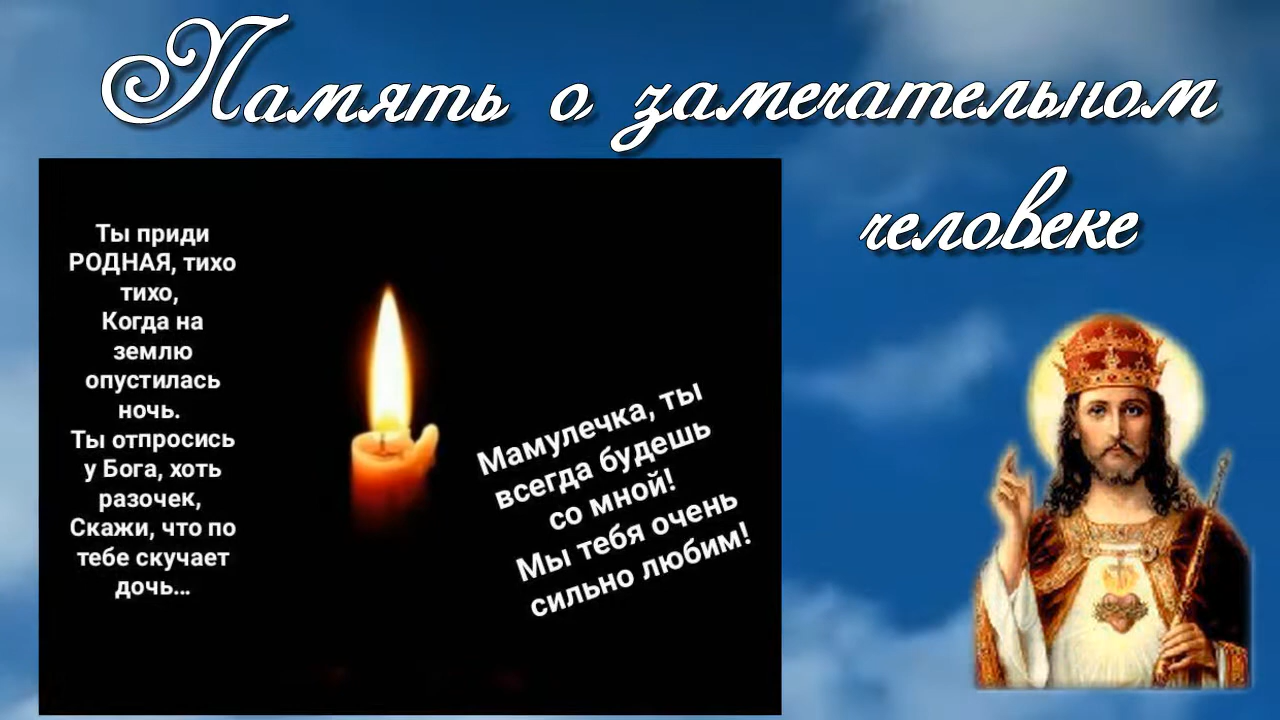 Память о замечательном
человеке
Ты приди
РОДНАЯ, тихо
тихо,
Когда на
землю
опустилась
ночь.
Ты отпросись
у Бога, хоть
разочек,
Скажи, что по
тебе скучает
дочь...
Мамулечка, ты
всегда будешь
со мной!
Мы тебя очень
сильно любим!